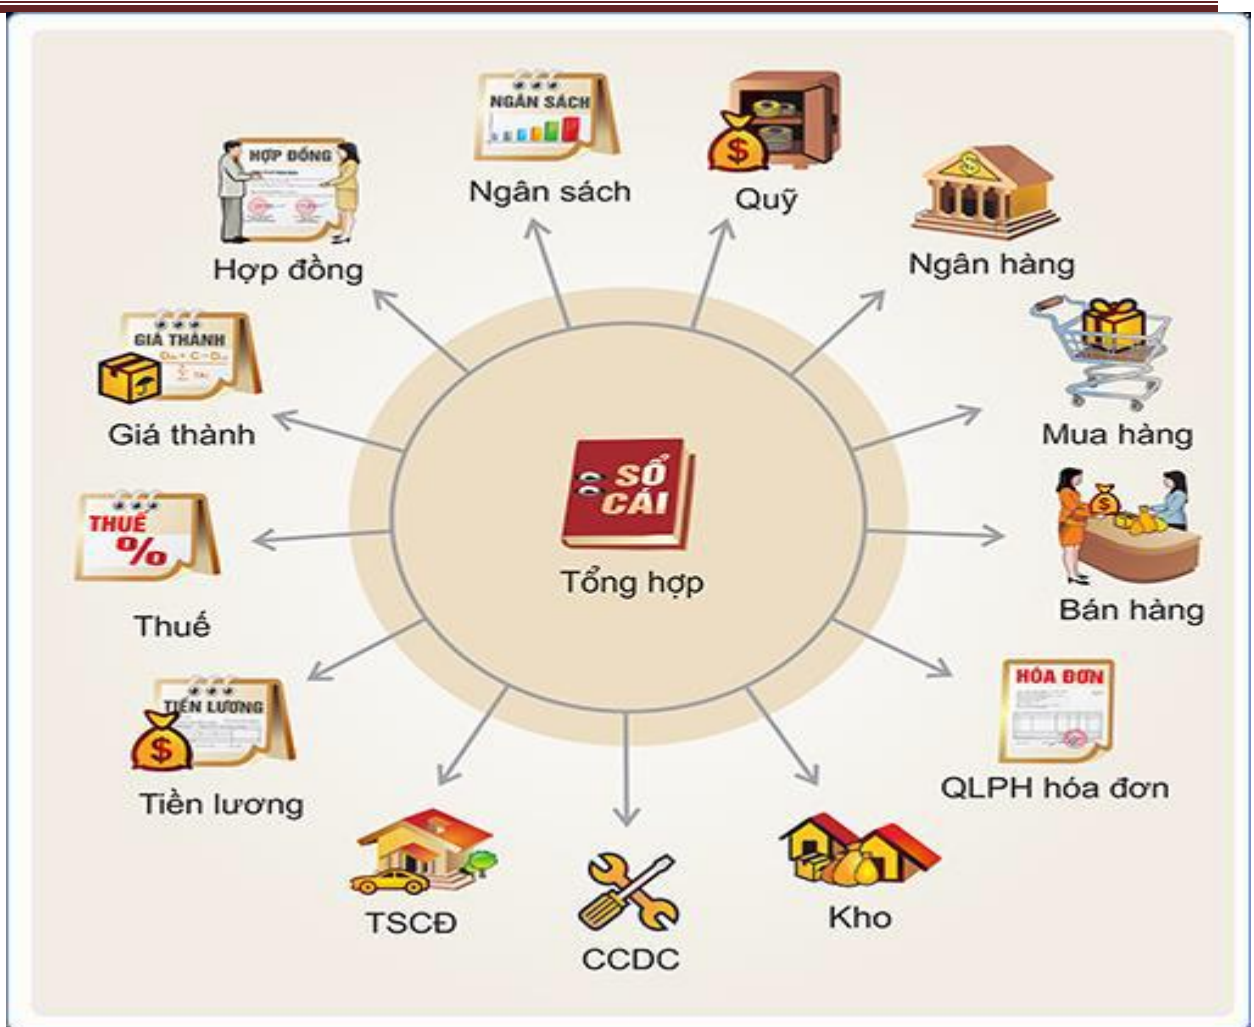 NGÂN SÁCH
Ngân sách
Quỹ
HỢP ĐỒNG
Hợp đồng
Ngân hàng
GIÁ THÀNH
Giá thành
Mua hàng
SỔ
CÁI
Tổng hợp
THUẾ
%
Thuế
Bán hàng
TIỀN LƯƠNG
Tiền lương
HÓA ĐƠN
QLPH hóa đơn
TSCĐ
CCDC
Kho